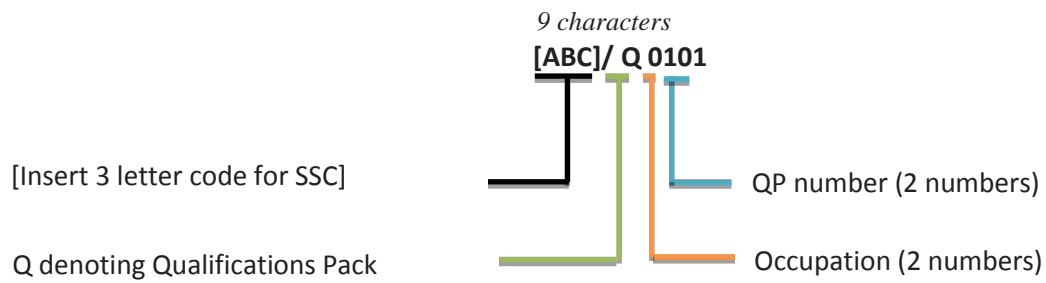 9 characters
[ABC]/ Q 0101
[Insert 3 letter code for SSC]
QP number (2 numbers)
Q denoting Qualifications Pack
Occupation (2 numbers)